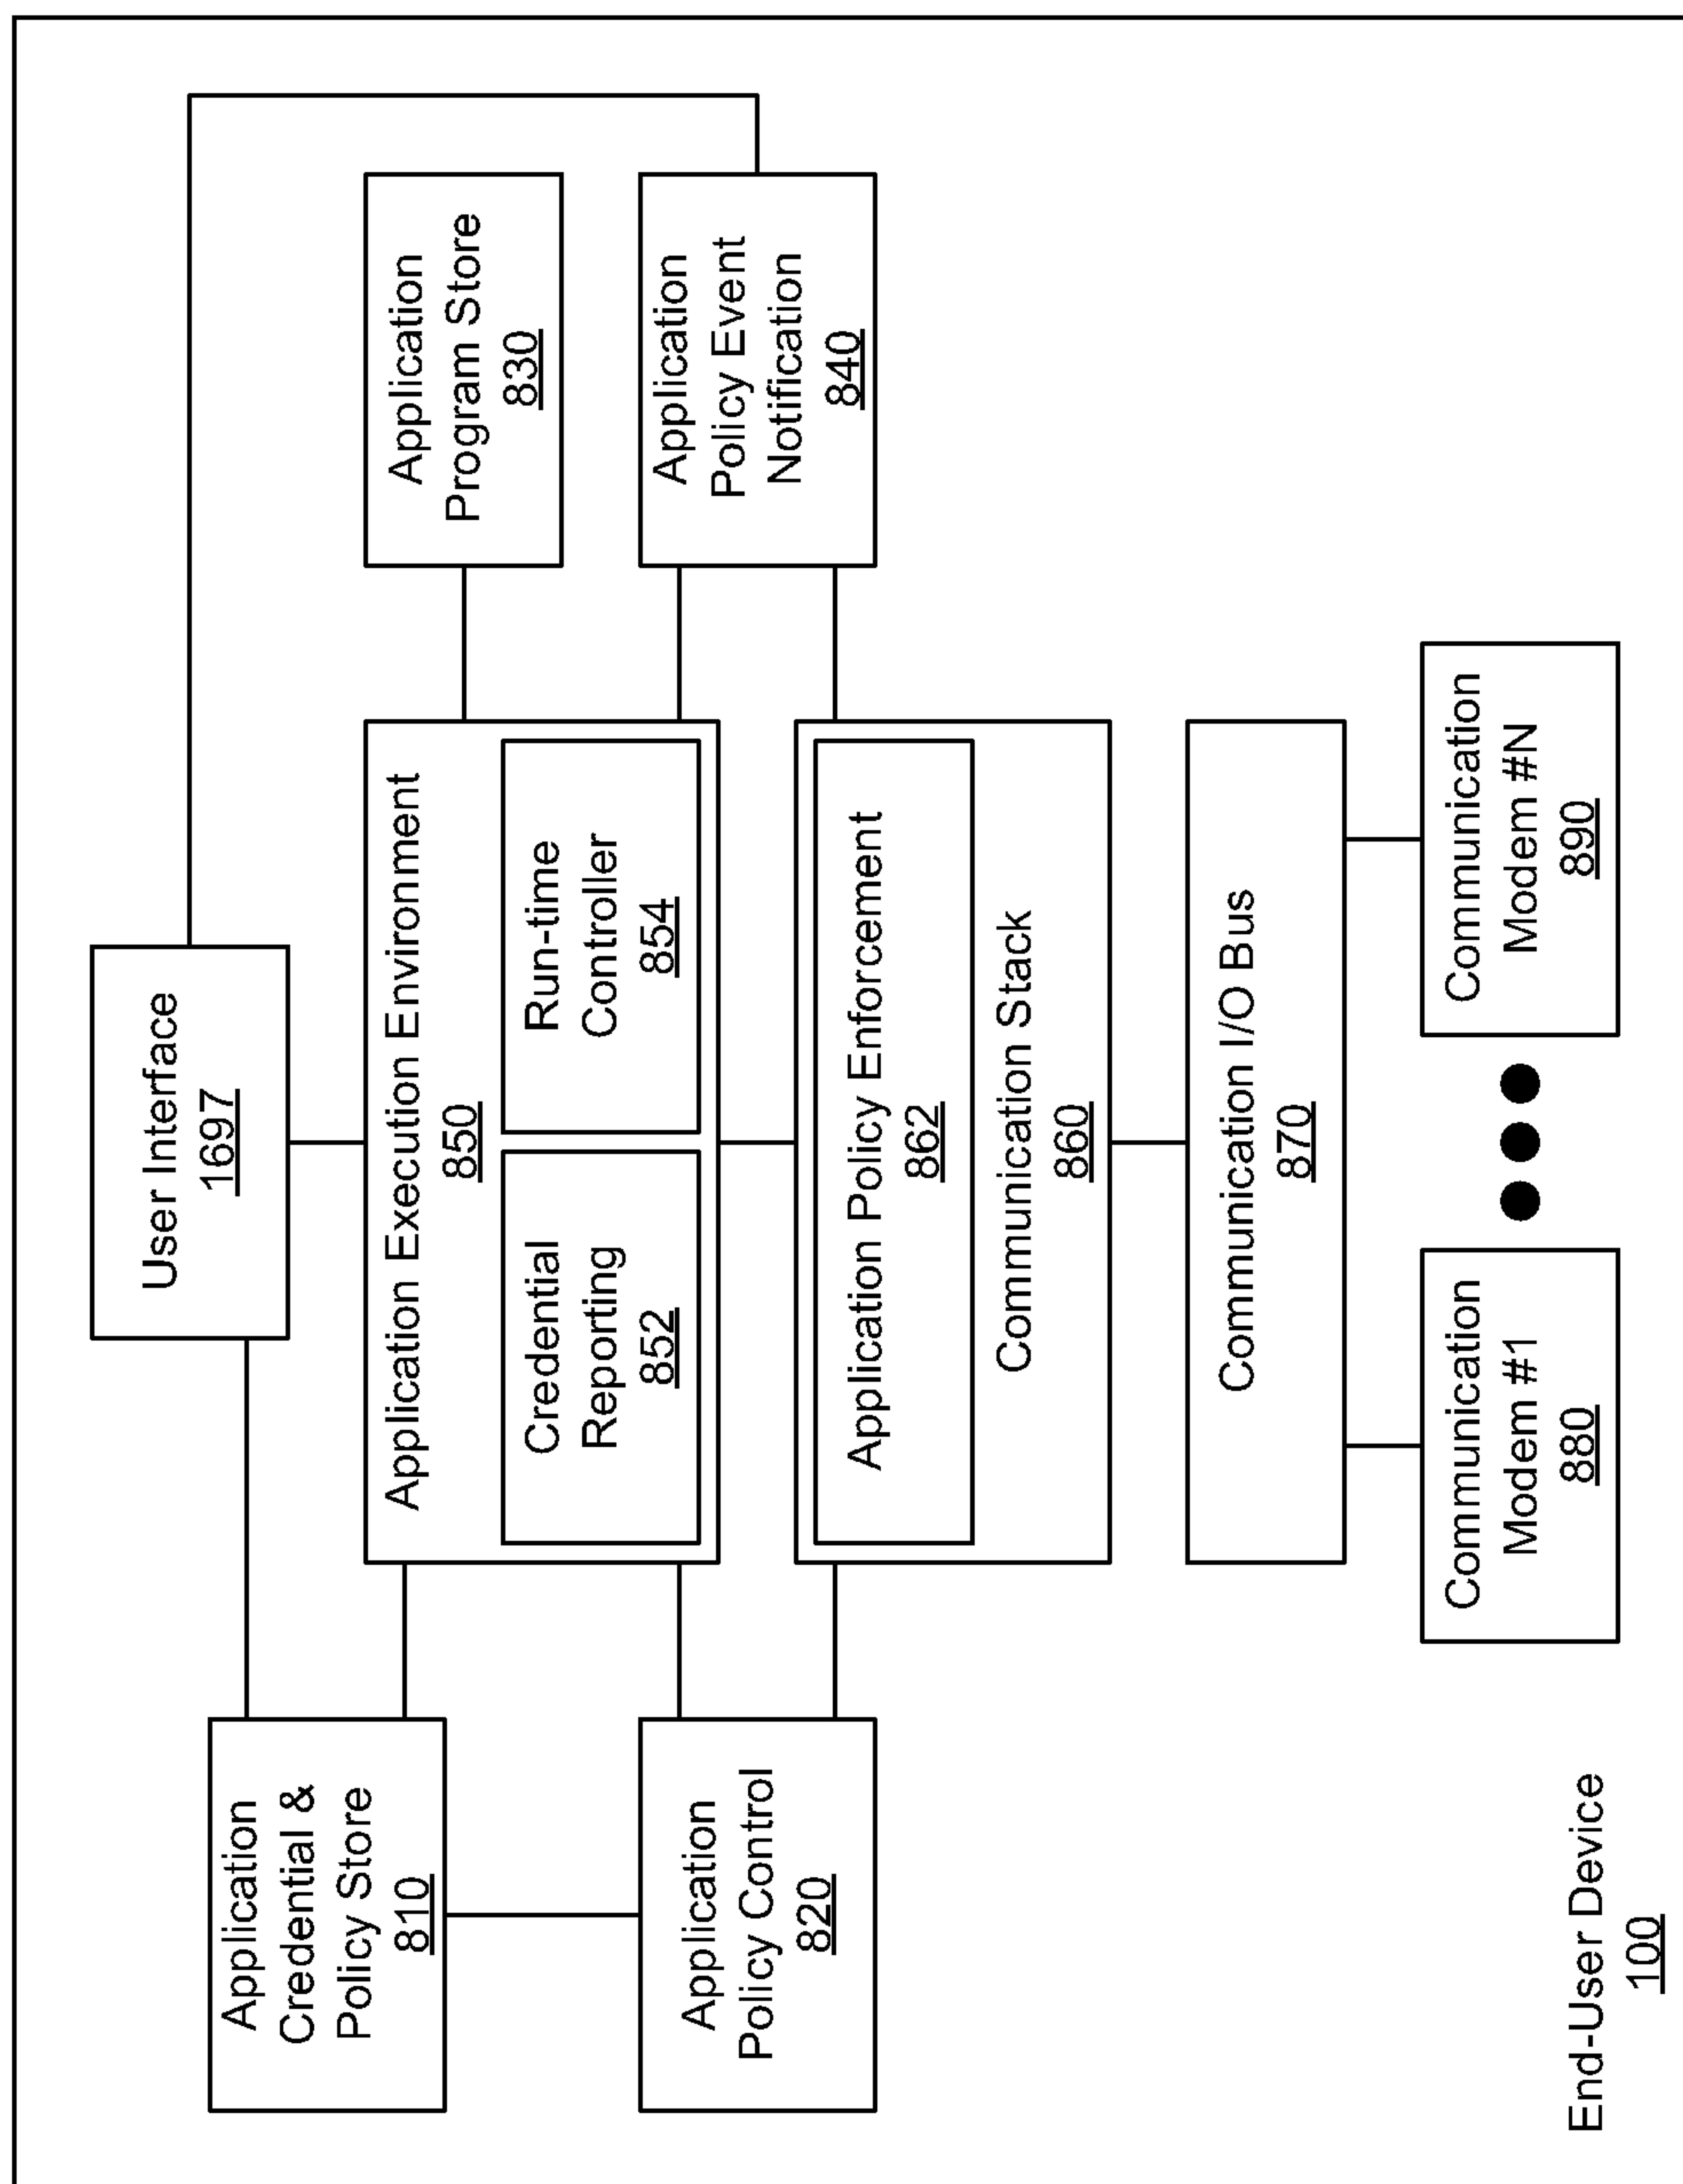 User Interface
1697
Application
Credential &
Policy Store
810
Application Execution Environment
850
Credential
Reporting
852
Run-time
Controller
854
Application
Program Store
830
Application
Policy Control
820
Application Policy Enforcement
862
Communication Stack
860
Application
Policy Event
Notification
840
Communication I/O Bus
870
Communication
Modem #1
880
Communication
Modem #N
890
End-User Device
100